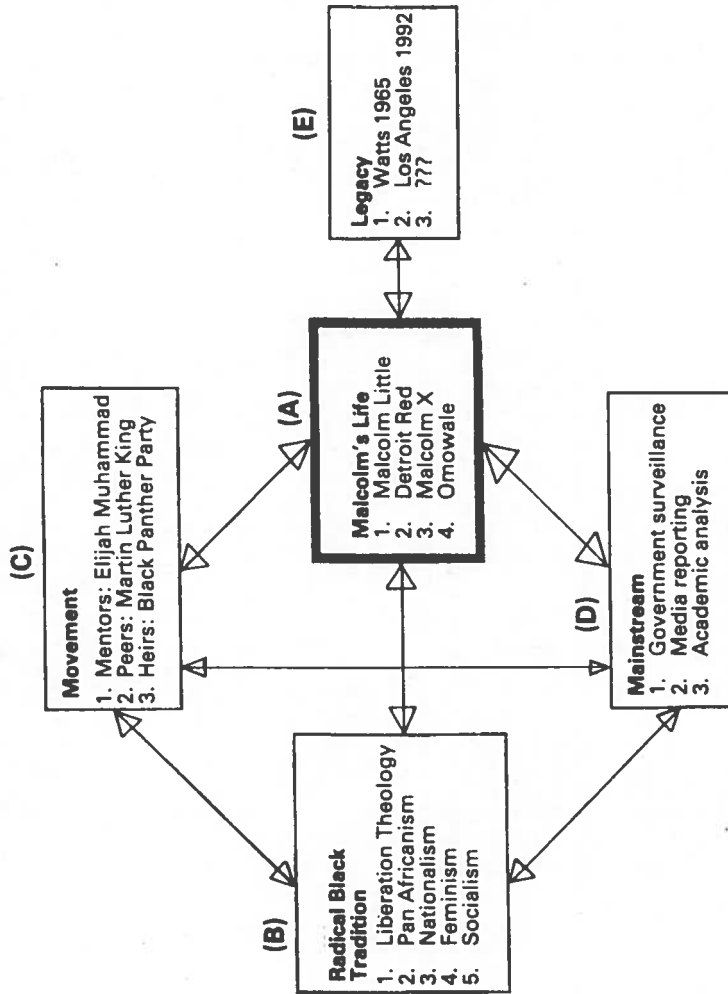 (C)
Movement
1. Mentors: Elijah Muhammad
2. Peers: Martin Luther King
3. Heirs: Black Panther Party
(B)
Radical Black
Tradition
1. Liberation Theology
2. Pan Africanism
3. Nationalism
4. Feminism
5. Socialism
(A)
Malcolm's Life
1. Malcolm Little
2. Detroit Red
3. Malcolm X
4. Omowale
(E)
Legacy
1. Watts 1965
2. Los Angeles 1992
3. ???
(D)
Mainstream
1. Government surveillance
2. Media reporting
3. Academic analysis